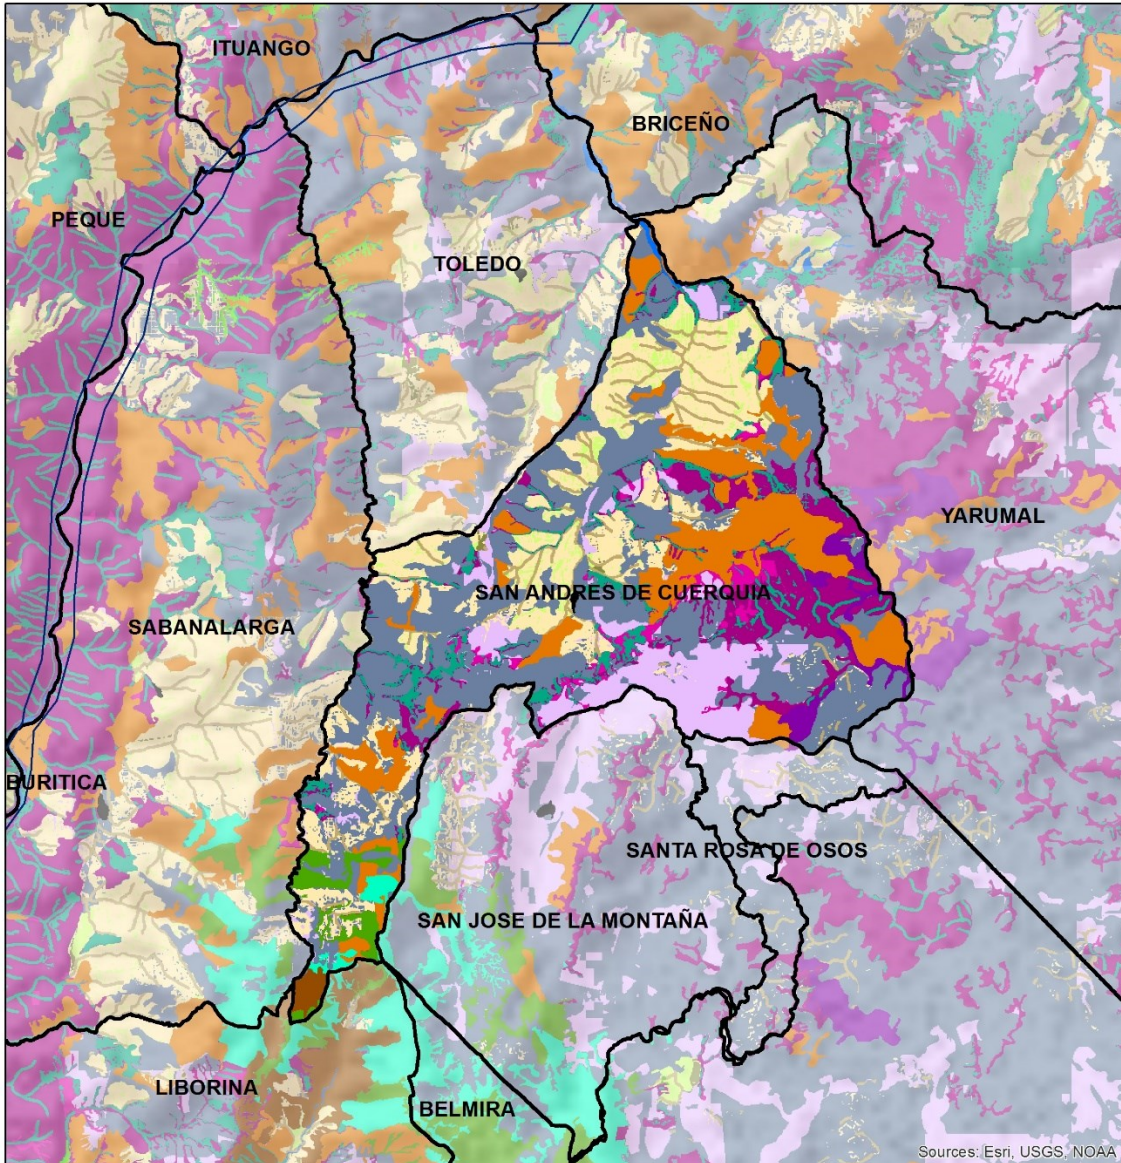 ITUANGO
BRICEÑO
PEQUE
TOLEDO
YARUMAL
SAN ANDRES DE CUERQUIA
SABANALARGA
BURITICA
SANTA ROSA DE OSOS
SAN JOSE DE LA MONTAÑA
LIBORINA
BELMIRA
Sources: Esri, USGS, NOAA